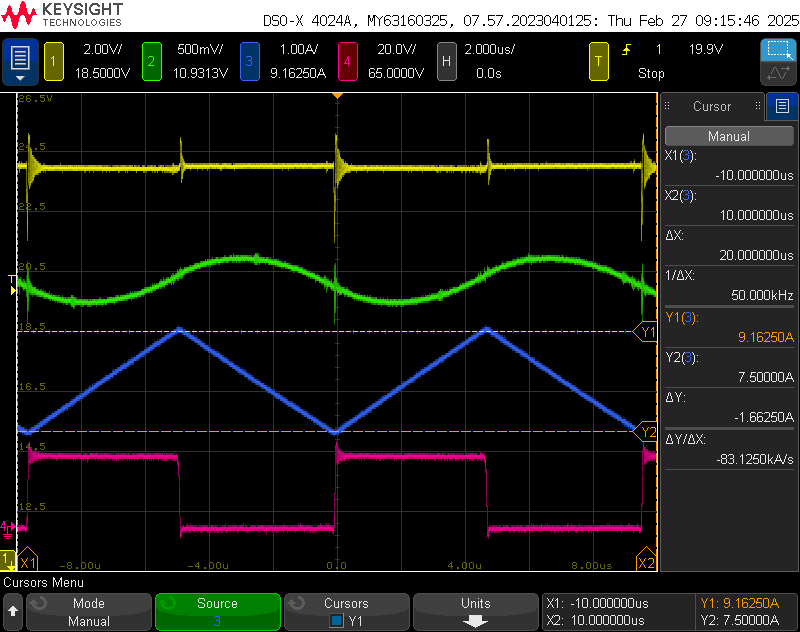 KEYSIGHT
TECHNOLOGIES
DSO-X 4024A, MY63160325, 07.57.2023040125: Thu Feb 27 09:15:46 2025
1 2.00V/ 2 500mV/ 3 1.00A/ 4 20.0V/ H 2.000us/ T 1 19.9V
18.5000V 10.9313V 9.16250A 65.0000V 0.0s Stop
26.5V
24.5
22.5
20.5
18.5
16.5
14.5
12.5
T
Y1
Y2
4
1
X1 -8.00u -4.00u 0.0 4.00u 8.00u X2
Cursor
Manual
X1(3):
-10.000000us
X2(3):
10.000000us
ΔX:
20.000000us
1/ΔX:
50.000kHz
Y1(3):
9.16250A
Y2(3):
7.50000A
ΔY:
-1.66250A
ΔY/ΔX:
-83.1250kA/s
Cursors Menu
Mode
Manual
Source
3
Cursors
Y1
Units
X1: -10.000000us
X2: 10.000000us
Y1: 9.16250A
Y2: 7.50000A